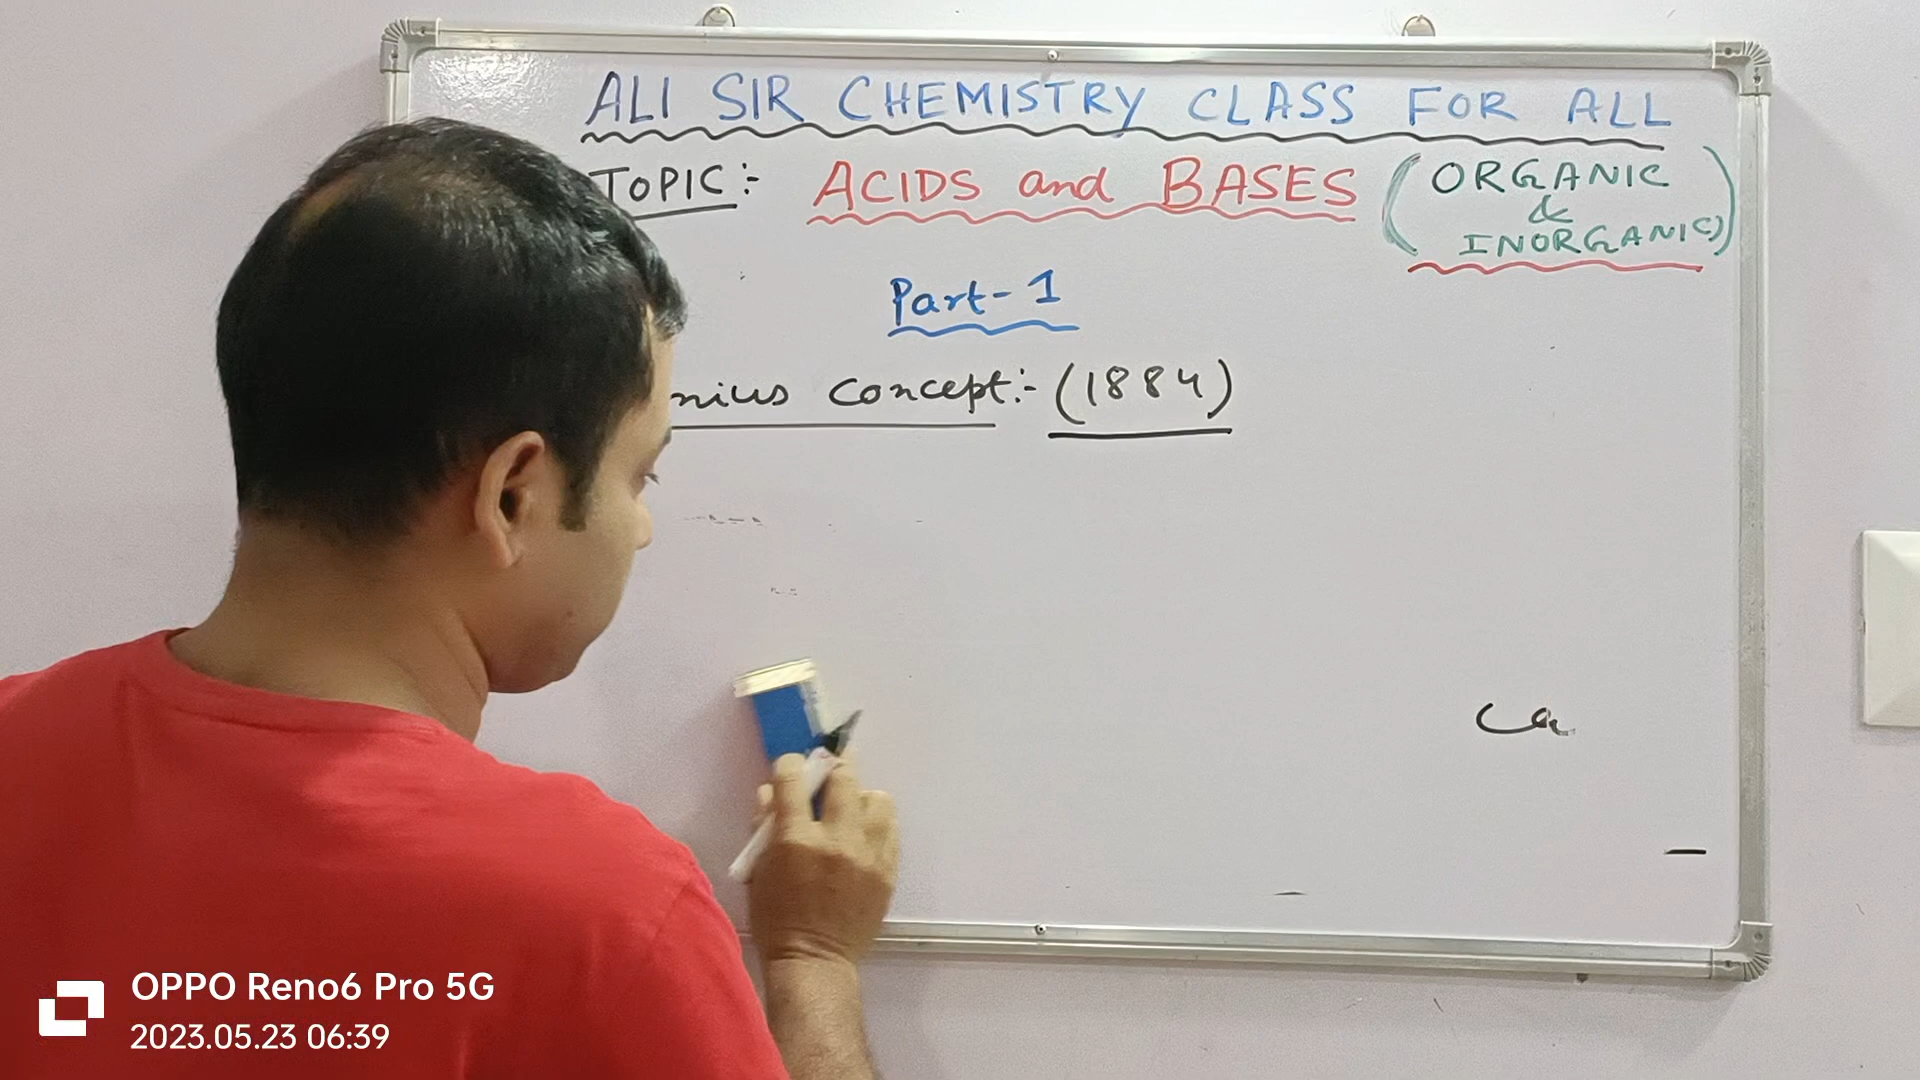 ALI SIR CHEMISTRY CLASS FOR ALL
TOPIC:- ACIDS and BASES (ORGANIC
&
INORGANIC)
Part-1
nius Concept:- (1884)
Ca
OPPO Reno6 Pro 5G
2023.05.23 06:39